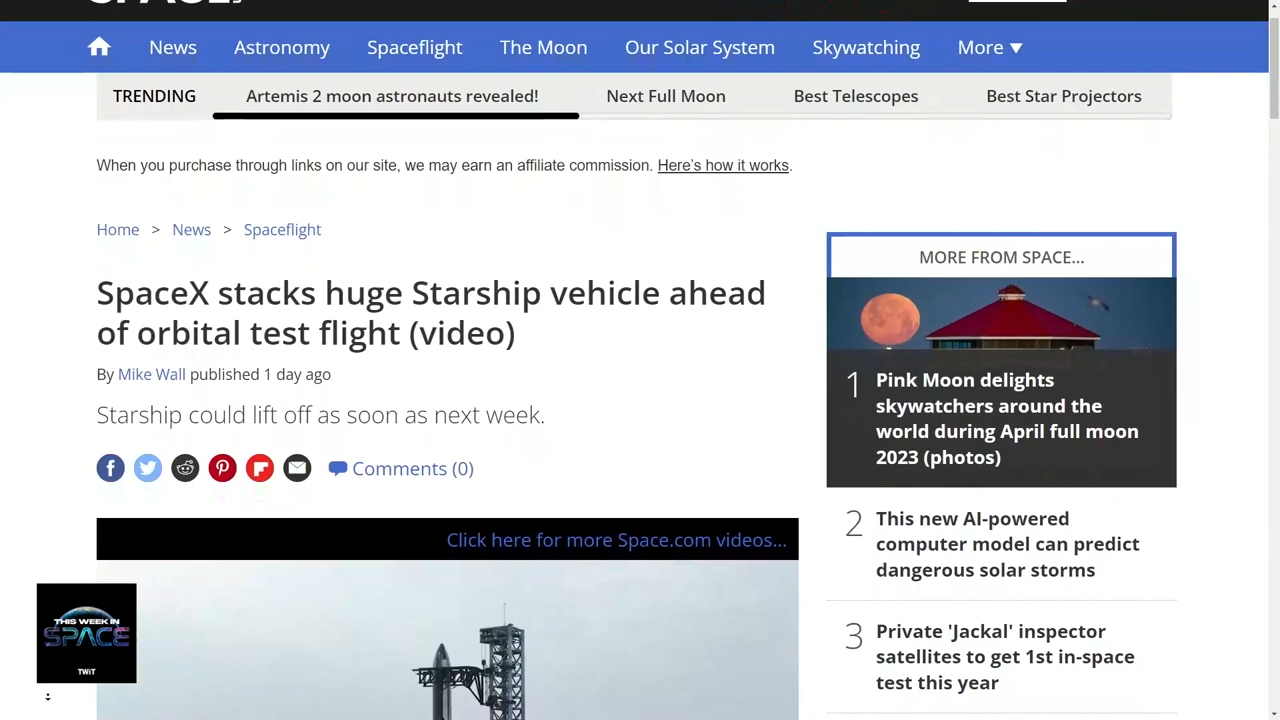 News
Astronomy
Spaceflight
The Moon
Our Solar System
Skywatching
More ▼
TRENDING
Artemis 2 moon astronauts revealed!
Next Full Moon
Best Telescopes
Best Star Projectors
When you purchase through links on our site, we may earn an affiliate commission. Here's how it works.
Home > News > Spaceflight
SpaceX stacks huge Starship vehicle ahead
of orbital test flight (video)
By Mike Wall published 1 day ago
Starship could lift off as soon as next week.
Comments (0)
Click here for more Space.com videos...
MORE FROM SPACE...
1
Pink Moon delights
skywatchers around the
world during April full moon
2023 (photos)
2
This new AI-powered
computer model can predict
dangerous solar storms
3
Private 'Jackal' inspector
satellites to get 1st in-space
test this year
THIS WEEK IN
SPACE
TWiT